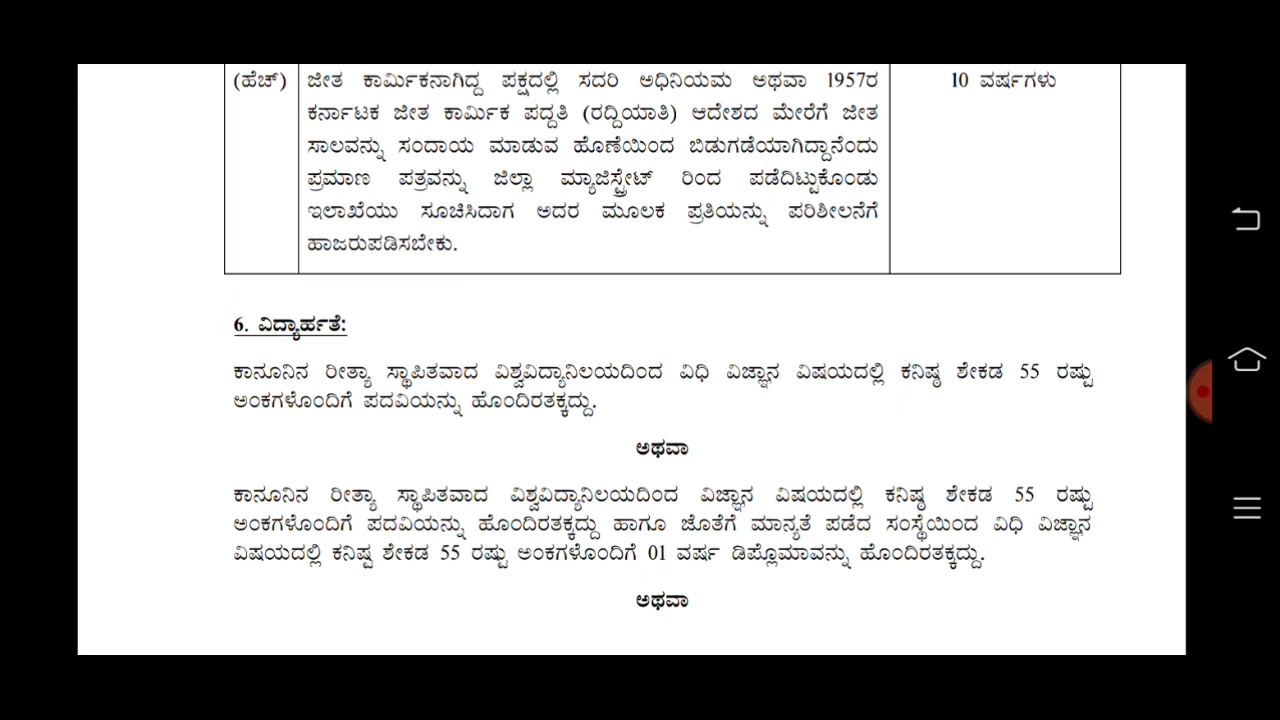 (ಹೆಚ್) ಜೀತ ಕಾರ್ಮಿಕನಾಗಿದ್ದ ಪಕ್ಷದಲ್ಲಿ ಸದರಿ ಅಧಿನಿಯಮ ಅಥವಾ 1957ರ 10 ವರ್ಷಗಳು
ಕರ್ನಾಟಕ ಜೀತ ಕಾರ್ಮಿಕ ಪದ್ದತಿ (ರದ್ದಿಯಾತಿ) ಆದೇಶದ ಮೇರೆಗೆ ಜೀತ
ಸಾಲವನ್ನು ಸಂದಾಯ ಮಾಡುವ ಹೊಣೆಯಿಂದ ಬಿಡುಗಡೆಯಾಗಿದ್ದಾನೆಂದು
ಪ್ರಮಾಣ ಪತ್ರವನ್ನು ಜಿಲ್ಲಾ ಮ್ಯಾಜಿಸ್ಟ್ರೇಟ್ ರಿಂದ ಪಡೆದಿಟ್ಟುಕೊಂಡು
ಇಲಾಖೆಯು ಸೂಚಿಸಿದಾಗ ಅದರ ಮೂಲಕ ಪ್ರತಿಯನ್ನು ಪರಿಶೀಲನೆಗೆ
ಹಾಜರುಪಡಿಸಬೇಕು.
6. ವಿದ್ಯಾರ್ಹತೆ:
ಕಾನೂನಿನ ರೀತ್ಯಾ ಸ್ಥಾಪಿತವಾದ ವಿಶ್ವವಿದ್ಯಾನಿಲಯದಿಂದ ವಿಧಿ ವಿಜ್ಞಾನ ವಿಷಯದಲ್ಲಿ ಕನಿಷ್ಠ ಶೇಕಡ 55 ರಷ್ಟು
ಅಂಕಗಳೊಂದಿಗೆ ಪದವಿಯನ್ನು ಹೊಂದಿರತಕ್ಕದ್ದು.
ಅಥವಾ
ಕಾನೂನಿನ ರೀತ್ಯಾ ಸ್ಥಾಪಿತವಾದ ವಿಶ್ವವಿದ್ಯಾನಿಲಯದಿಂದ ವಿಜ್ಞಾನ ವಿಷಯದಲ್ಲಿ ಕನಿಷ್ಠ ಶೇಕಡ 55 ರಷ್ಟು
ಅಂಕಗಳೊಂದಿಗೆ ಪದವಿಯನ್ನು ಹೊಂದಿರತಕ್ಕದ್ದು ಹಾಗೂ ಜೊತೆಗೆ ಮಾನ್ಯತೆ ಪಡೆದ ಸಂಸ್ಥೆಯಿಂದ ವಿಧಿ ವಿಜ್ಞಾನ
ವಿಷಯದಲ್ಲಿ ಕನಿಷ್ಟ ಶೇಕಡ 55 ರಷ್ಟು ಅಂಕಗಳೊಂದಿಗೆ 01 ವರ್ಷ ಡಿಪ್ಲೊಮಾವನ್ನು ಹೊಂದಿರತಕ್ಕದ್ದು.
ಅಥವಾ